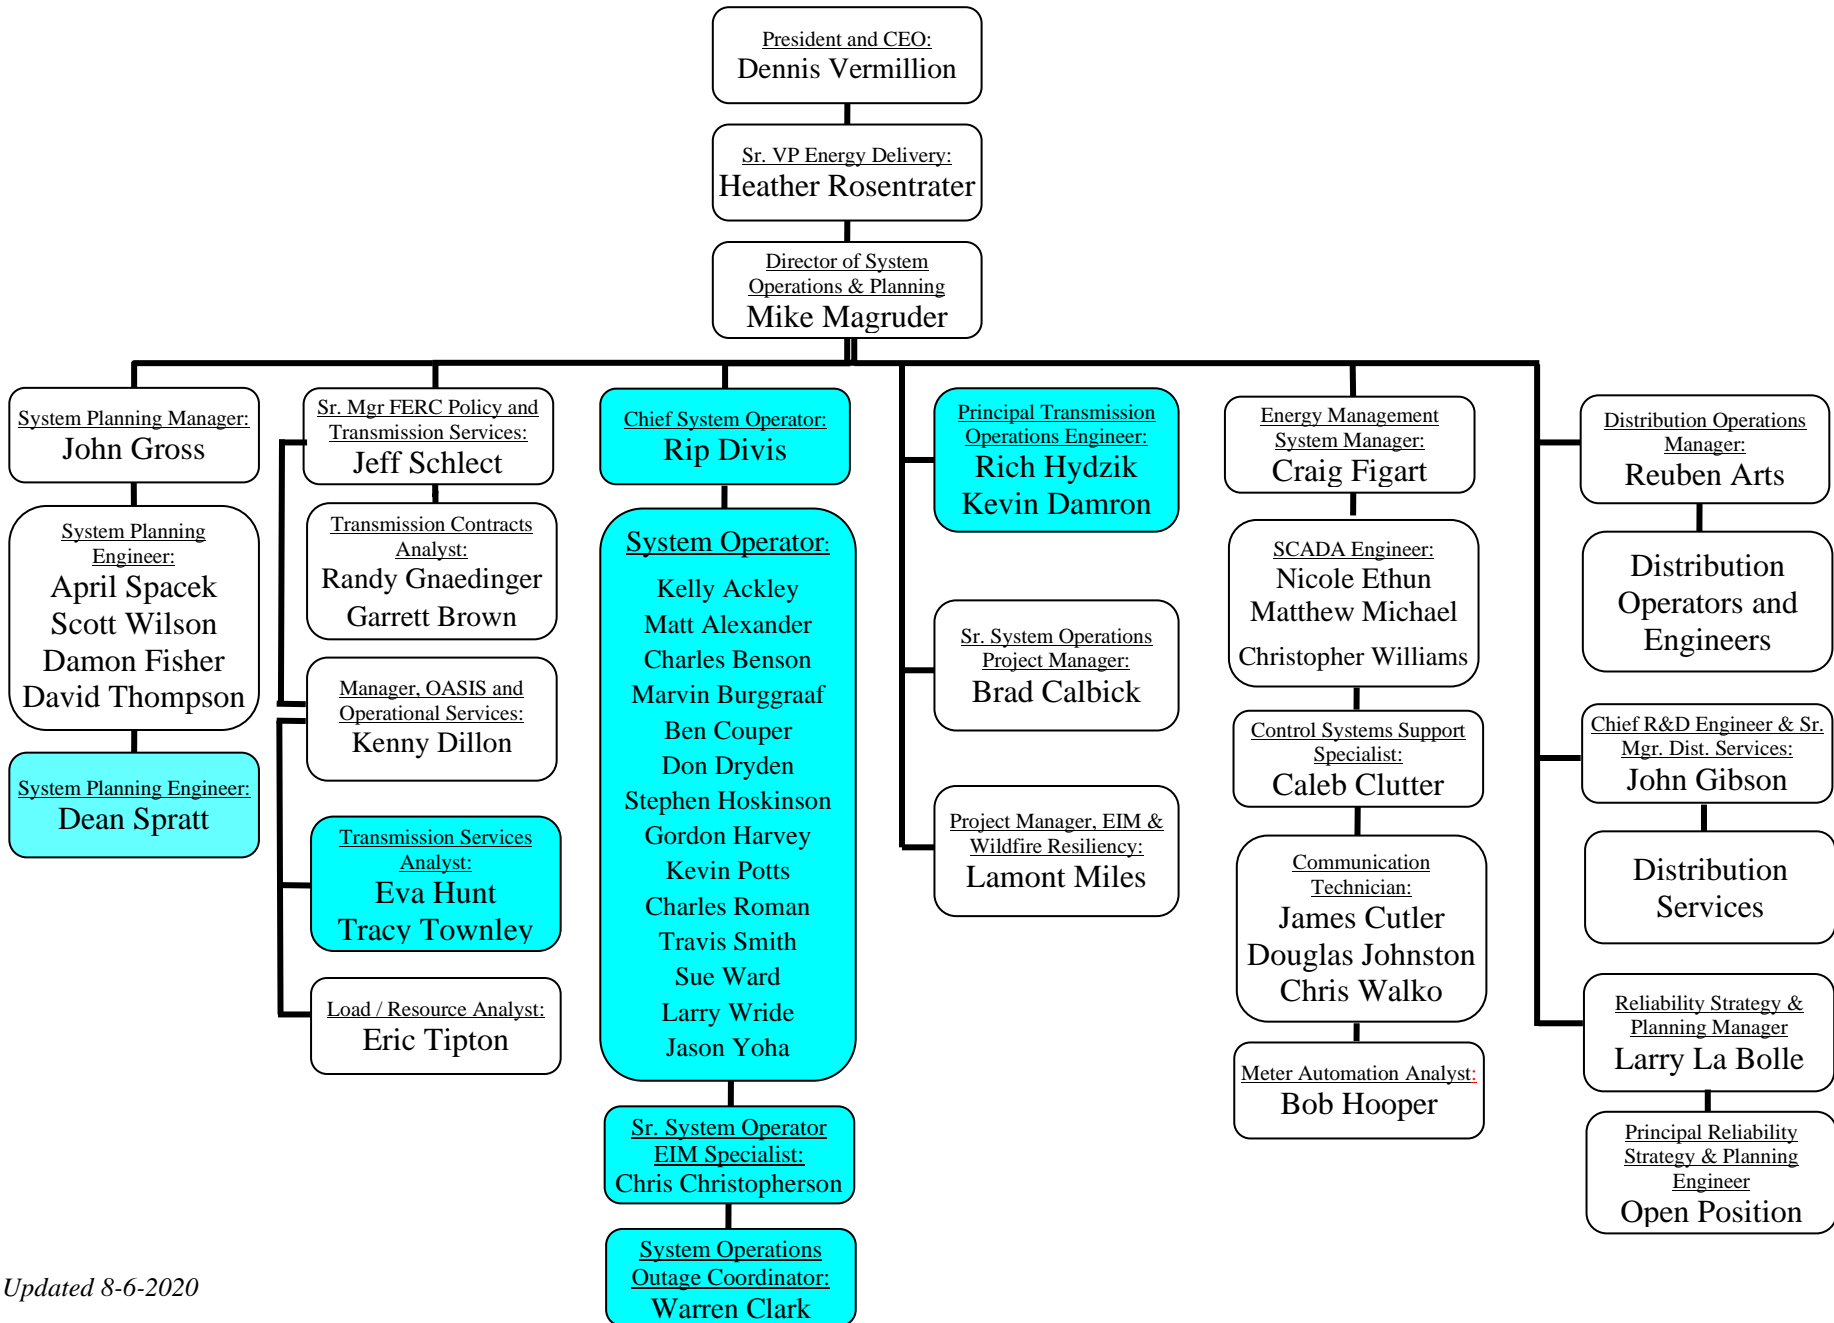 President and CEO:
Dennis Vermillion
Sr. VP Energy Delivery:
Heather Rosentrater
Director of System
Operations & Planning
Mike Magruder
System Planning Manager:
John Gross
System Planning
Engineer:
April Spacek
Scott Wilson
Damon Fisher
David Thompson
System Planning Engineer:
Dean Spratt
Sr. Mgr FERC Policy and
Transmission Services:
Jeff Schlect
Transmission Contracts
Analyst:
Randy Gnaedinger
Garrett Brown
Manager, OASIS and
Operational Services:
Kenny Dillon
Transmission Services
Analyst:
Eva Hunt
Tracy Townley
Load / Resource Analyst:
Eric Tipton
Chief System Operator:
Rip Divis
System Operator:
Kelly Ackley
Matt Alexander
Charles Benson
Marvin Burggraaf
Ben Couper
Don Dryden
Stephen Hoskinson
Gordon Harvey
Kevin Potts
Charles Roman
Travis Smith
Sue Ward
Larry Wride
Jason Yoha
Sr. System Operator
EIM Specialist:
Chris Christopherson
System Operations
Outage Coordinator:
Warren Clark
Principal Transmission
Operations Engineer:
Rich Hydzik
Kevin Damron
Sr. System Operations
Project Manager:
Brad Calbick
Project Manager, EIM &
Wildfire Resiliency:
Lamont Miles
Energy Management
System Manager:
Craig Figart
SCADA Engineer:
Nicole Ethun
Matthew Michael
Christopher Williams
Control Systems Support
Specialist:
Caleb Clutter
Communication
Technician:
James Cutler
Douglas Johnston
Chris Walko
Meter Automation Analyst:
Bob Hooper
Distribution Operations
Manager:
Reuben Arts
Distribution
Operators and
Engineers
Chief R&D Engineer & Sr.
Mgr. Dist. Services:
John Gibson
Distribution
Services
Reliability Strategy &
Planning Manager
Larry La Bolle
Principal Reliability
Strategy & Planning
Engineer
Open Position
Updated 8-6-2020